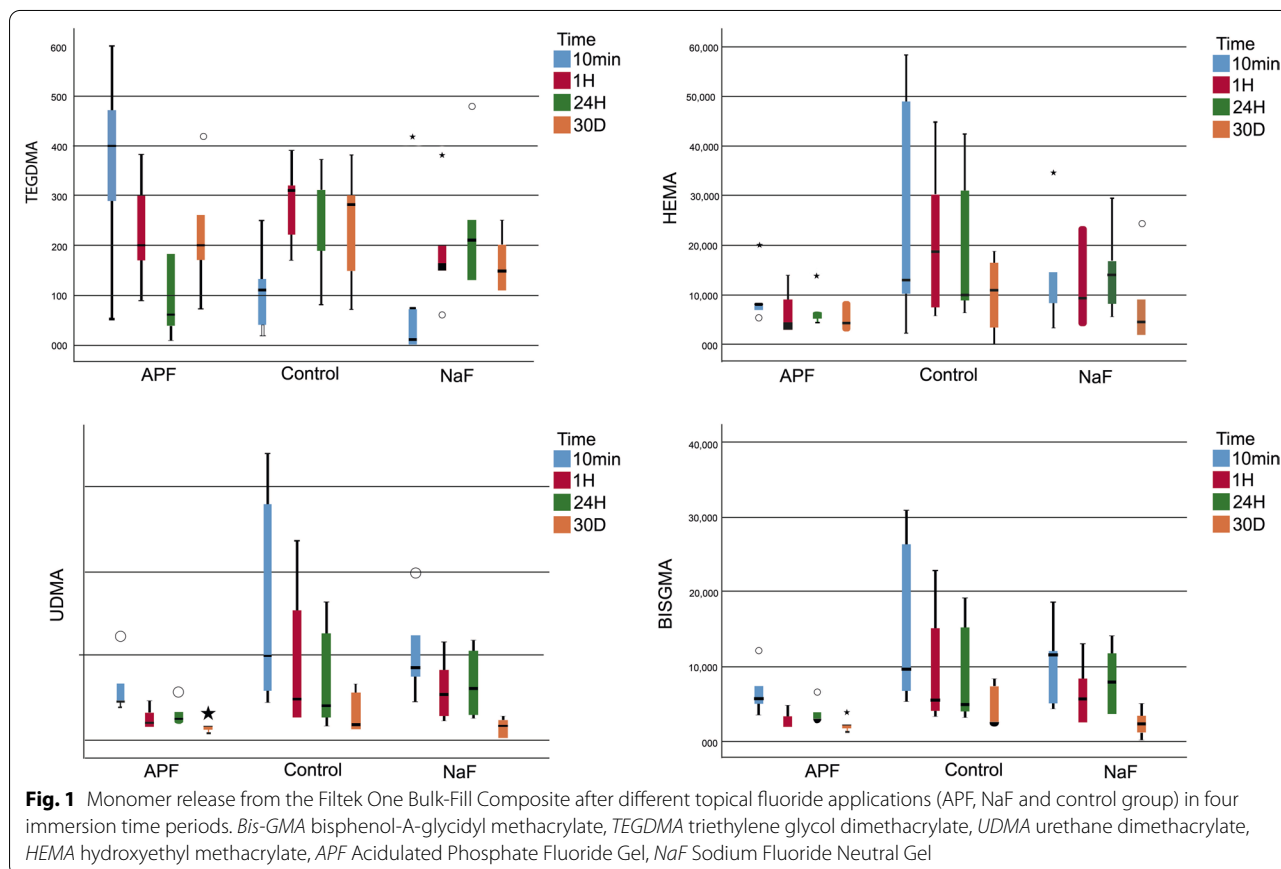 Time
10min
1H
24H
30D
600
500
400
300
200
100
000
TEGDMA
APF Control NaF
Time
10min
1H
24H
30D
60,000
50,000
40,000
30,000
20,000
10,000
000
HEMA
APF Control NaF
Time
10min
1H
24H
30D
UDMA
APF Control NaF
Time
10min
1H
24H
30D
40,000
30,000
20,000
10,000
000
BISGMA
APF Control NaF
Fig. 1 Monomer release from the Filtek One Bulk-Fill Composite after different topical fluoride applications (APF, NaF and control group) in four
immersion time periods. Bis-GMA bisphenol-A-glycidyl methacrylate, TEGDMA triethylene glycol dimethacrylate, UDMA urethane dimethacrylate,
HEMA hydroxyethyl methacrylate, APF Acidulated Phosphate Fluoride Gel, NaF Sodium Fluoride Neutral Gel